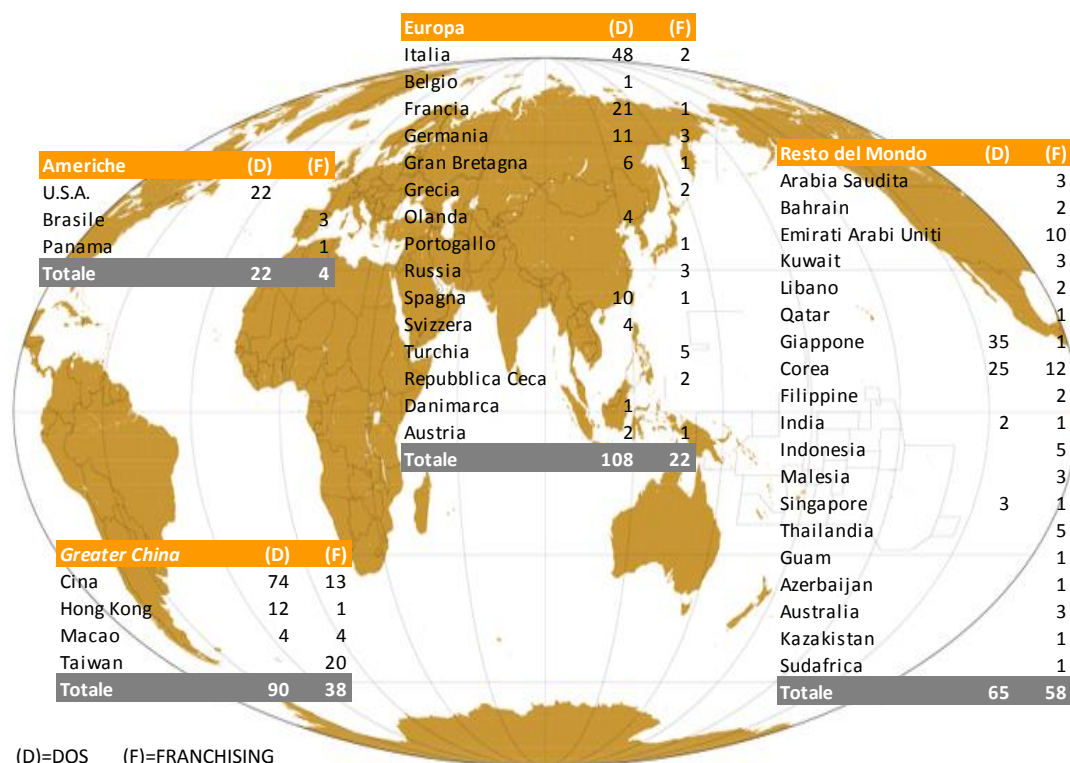 Europa (D) (F)
Italia 48 2
Belgio 1
Francia 21 1
Germania 11 3
Gran Bretagna 6 1
Grecia 2
Olanda 4
Portogallo 1
Russia 3
Spagna 10 1
Svizzera 4
Turchia 5
Repubblica Ceca 2
Danimarca 1
Austria 2 1
Totale 108 22
Americhe (D) (F)
U.S.A. 22
Brasile 3
Panama 1
Totale 22 4
Resto del Mondo (D) (F)
Arabia Saudita 3
Bahrain 2
Emirati Arabi Uniti 10
Kuwait 3
Libano 2
Qatar 1
Giappone 35 1
Corea 25 12
Filippine 2
India 2 1
Indonesia 5
Malesia 3
Singapore 3 1
Thailandia 5
Guam 1
Azerbaijan 1
Australia 3
Kazakistan 1
Sudafrica 1
Totale 65 58
Greater China (D) (F)
Cina 74 13
Hong Kong 12 1
Macao 4 4
Taiwan 20
Totale 90 38
(D)=DOS (F)=FRANCHISING